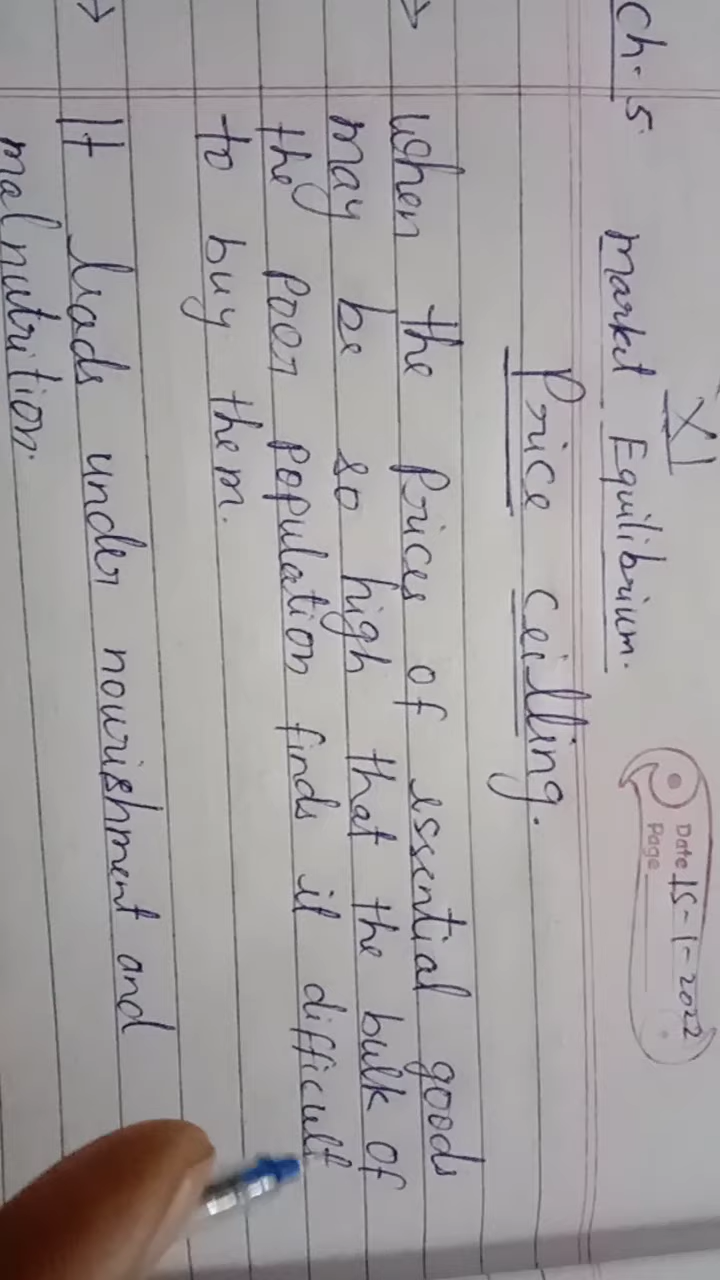 XI
Date 15-1-2022
Page
Ch-5. Market Equilibrium.
Price ceilling.
→ When the Prices of essential goods
may be so high that the bulk of
the poor population finds it difficult
to buy them.
→ It leads under nourishment and
malnutrition.